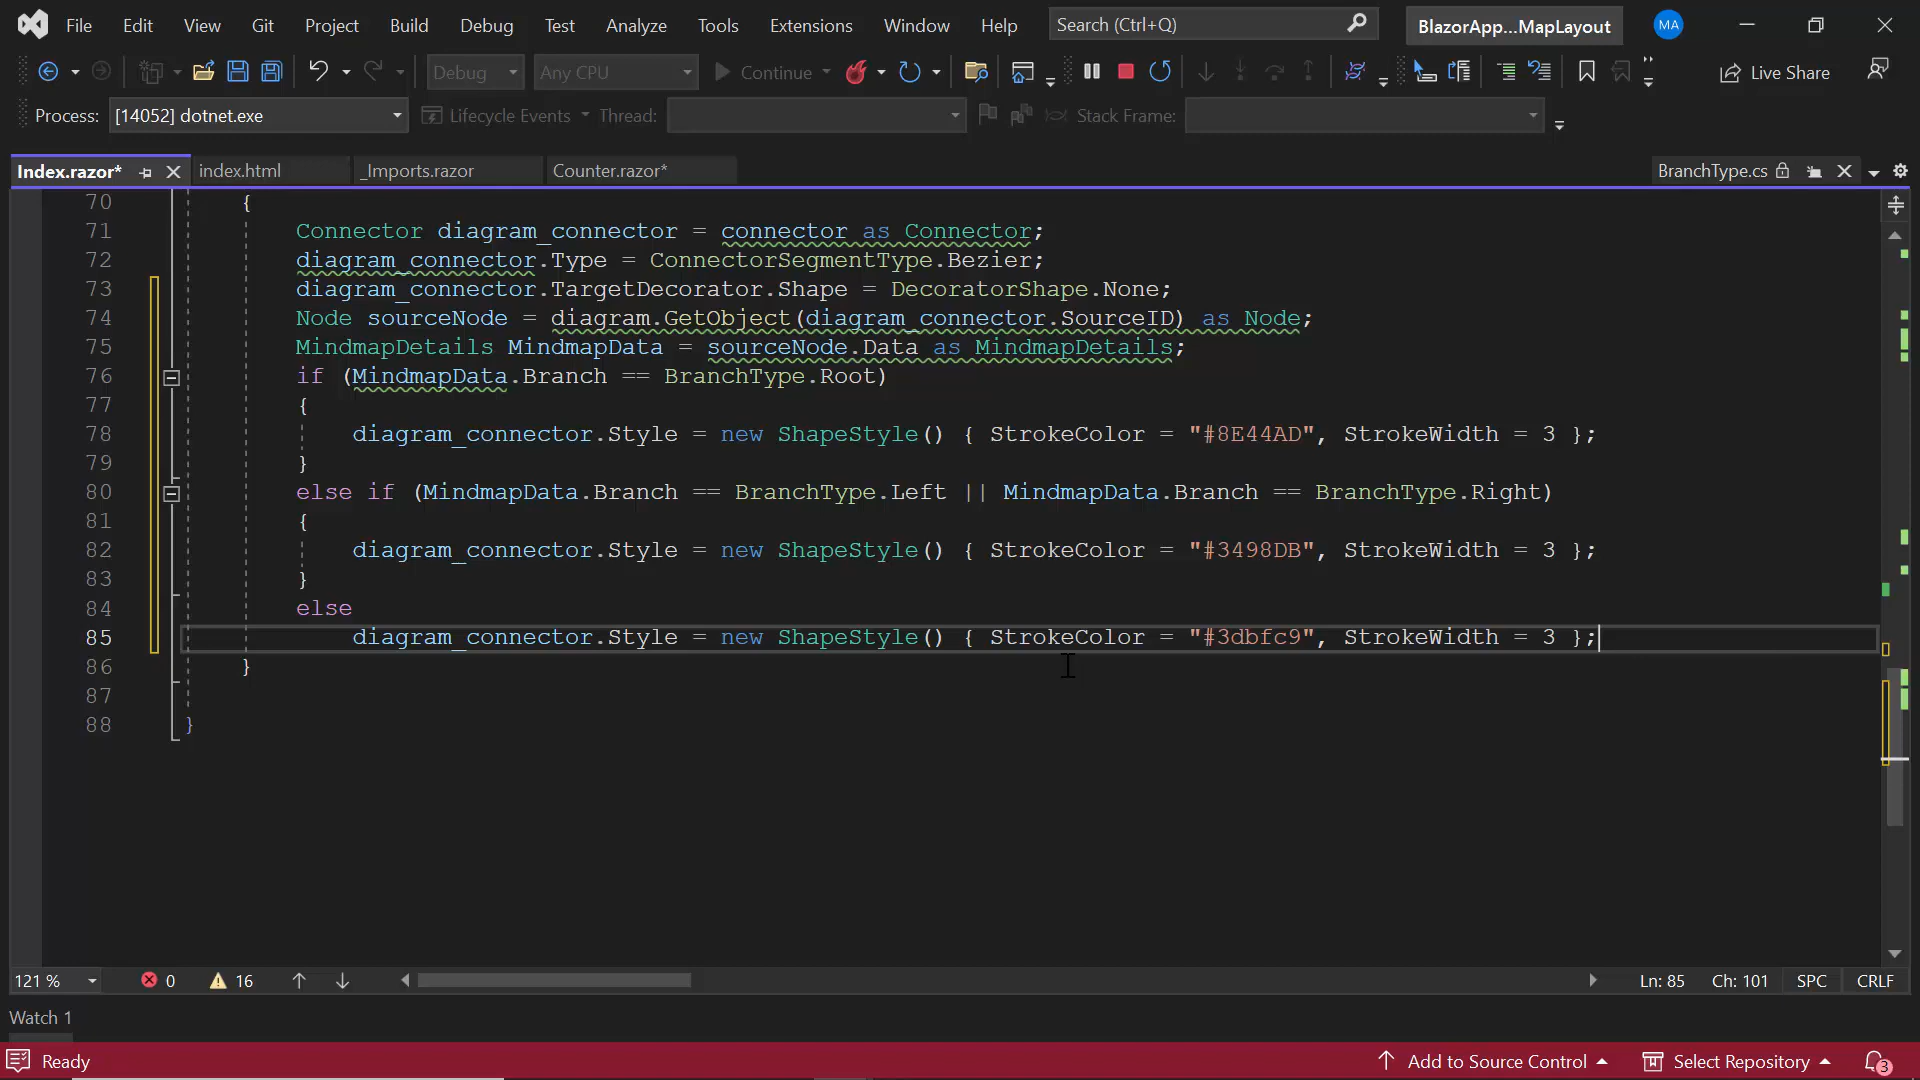 File Edit View Git Project Build Debug Test Analyze Tools Extensions Window Help Search (Ctrl+Q) BlazorApp...MapLayout MA
Debug Any CPU Continue Live Share
Process: [14052] dotnet.exe Lifecycle Events Thread: Stack Frame:
Index.razor* index.html _Imports.razor Counter.razor* BranchType.cs
70 {
71 Connector diagram_connector = connector as Connector;
72 diagram_connector.Type = ConnectorSegmentType.Bezier;
73 diagram_connector.TargetDecorator.Shape = DecoratorShape.None;
74 Node sourceNode = diagram.GetObject(diagram_connector.SourceID) as Node;
75 MindmapDetails MindmapData = sourceNode.Data as MindmapDetails;
76 if (MindmapData.Branch == BranchType.Root)
77 {
78 diagram_connector.Style = new ShapeStyle() { StrokeColor = "#8E44AD", StrokeWidth = 3 };
79 }
80 else if (MindmapData.Branch == BranchType.Left || MindmapData.Branch == BranchType.Right)
81 {
82 diagram_connector.Style = new ShapeStyle() { StrokeColor = "#3498DB", StrokeWidth = 3 };
83 }
84 else
85 diagram_connector.Style = new ShapeStyle() { StrokeColor = "#3dbfc9", StrokeWidth = 3 };
86 }
87
88 }
121 % 0 16 Ln: 85 Ch: 101 SPC CRLF
Watch 1
Ready Add to Source Control Select Repository 3